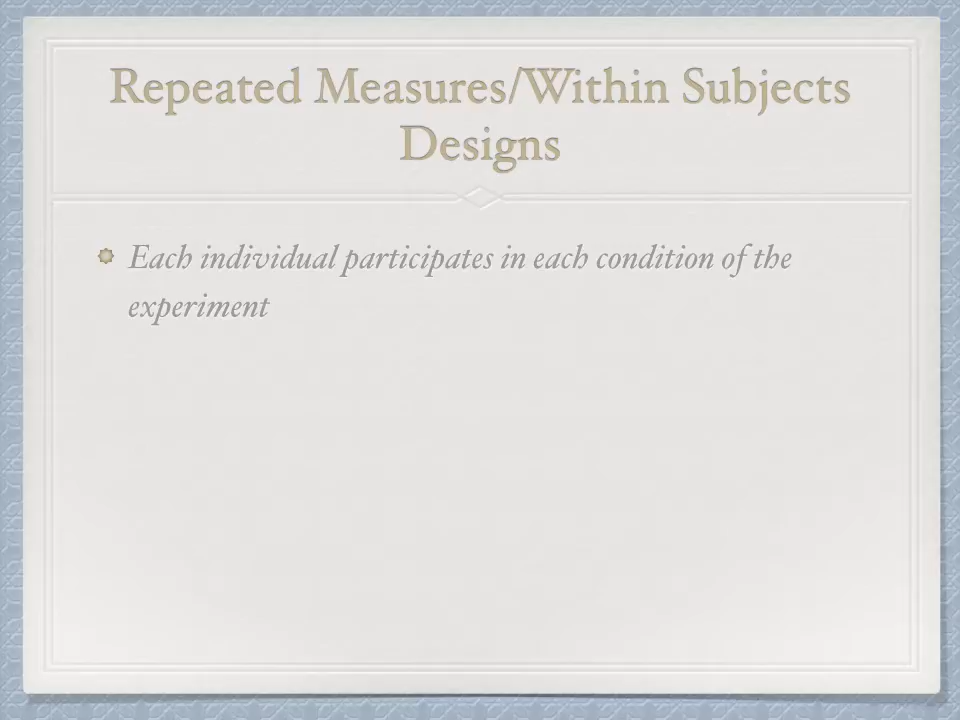 Repeated Measures/Within Subjects
Designs
Each individual participates in each condition of the
experiment